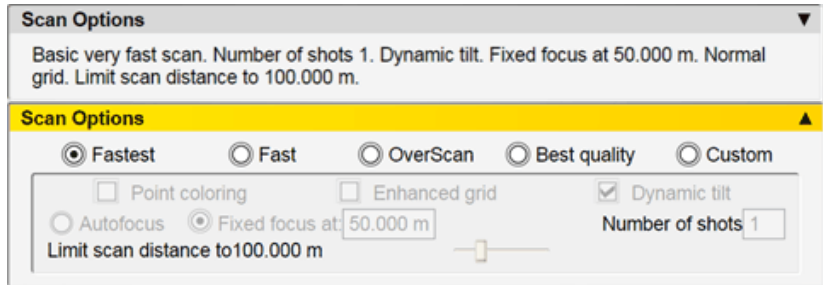 Scan Options
Basic very fast scan. Number of shots 1. Dynamic tilt. Fixed focus at 50.000 m. Normal
grid. Limit scan distance to 100.000 m.
Scan Options
Fastest Fast OverScan Best quality Custom
Point coloring Enhanced grid Dynamic tilt
Autofocus Fixed focus at: 50.000 m Number of shots 1
Limit scan distance to100.000 m